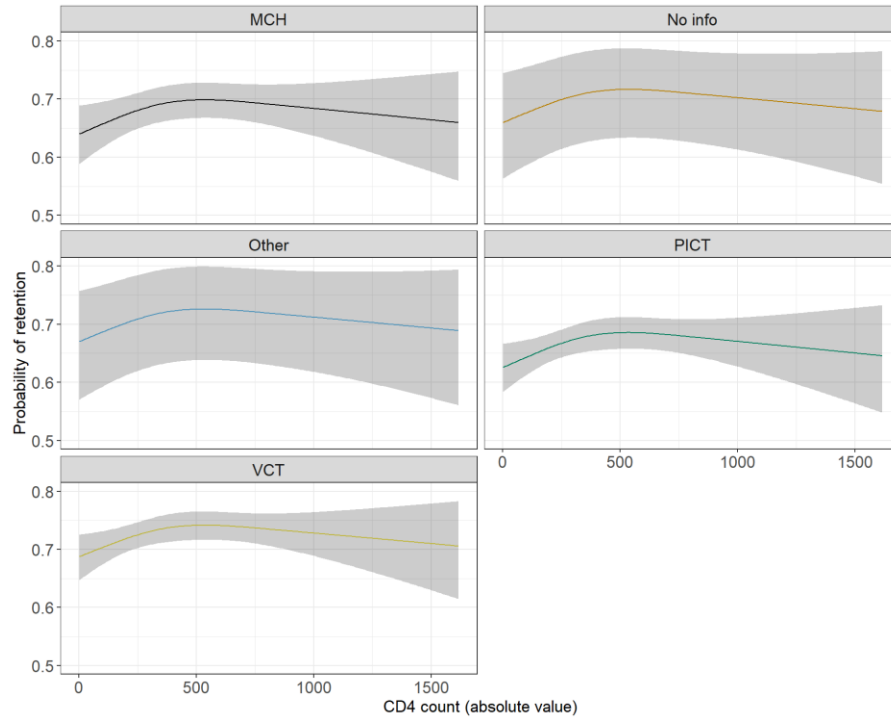 MCH
No info
0.8
0.7
0.6
0.5
Other
PICT
0.8
0.7
0.6
0.5
0 500 1000 1500
VCT
0.8
0.7
0.6
0.5
0 500 1000 1500
Probability of retention
CD4 count (absolute value)